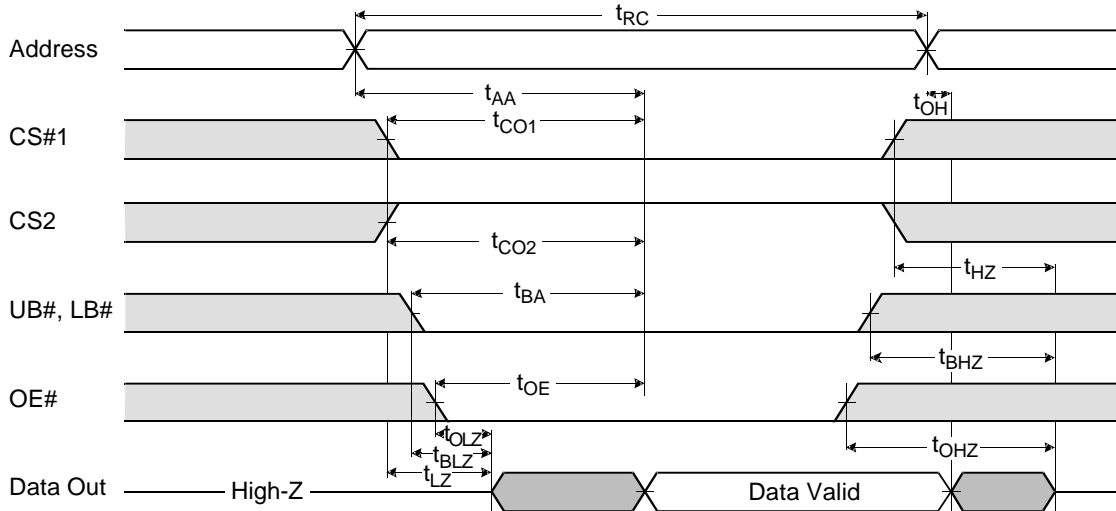 tRC
Address
tAA
tOH
tCO1
CS#1
CS2
tCO2
tHZ
tBA
UB#, LB#
tBHZ
tOE
OE#
tOLZ
tOHZ
tBLZ
tLZ
Data Out
High-Z
Data Valid